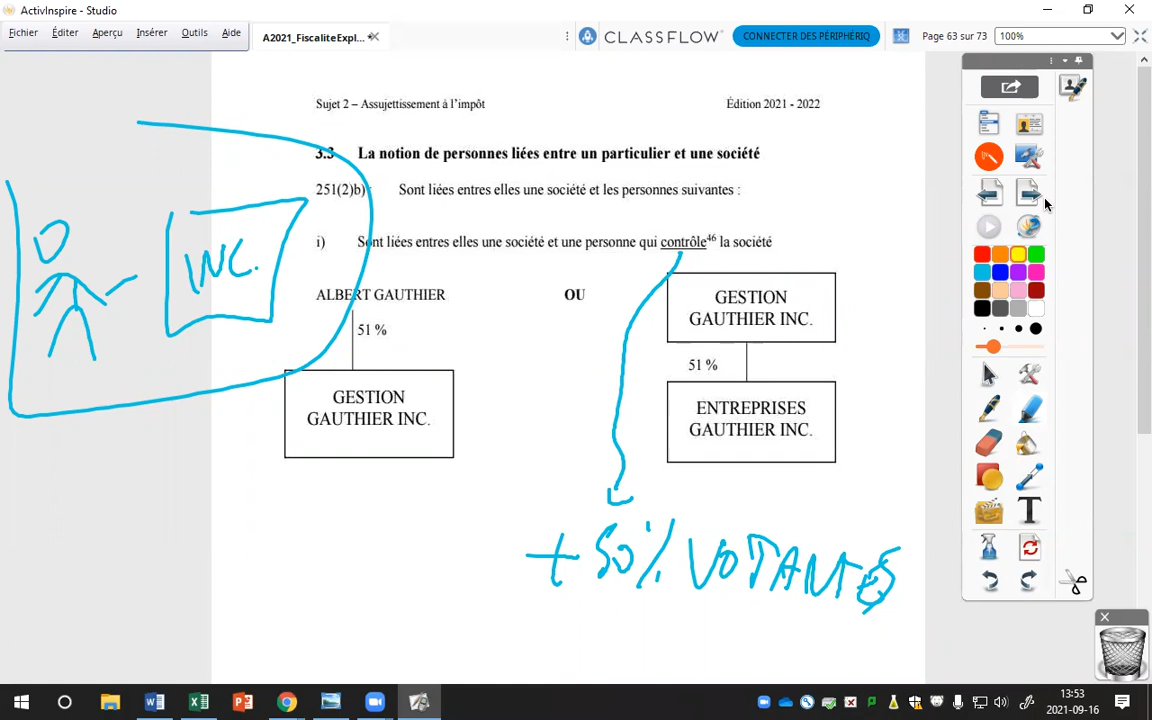 ActivInspire - Studio
Fichier Éditer Aperçu Insérer Outils Aide
A2021_FiscaliteExpl...
CLASSFLOW
CONNECTER DES PÉRIPHÉRIQ
Page 63 sur 73
100%
Sujet 2 – Assujettissement à l'impôt
Édition 2021 - 2022
3.3 La notion de personnes liées entre un particulier et une société
251(2)b) : Sont liées entres elles une société et les personnes suivantes :
i) Sont liées entres elles une société et une personne qui contrôle46 la société
INC.
ALBERT GAUTHIER
OU
GESTION
GAUTHIER INC.
51 %
51 %
GESTION
GAUTHIER INC.
ENTREPRISES
GAUTHIER INC.
+ 50% VOTANTES
13:53
2021-09-16